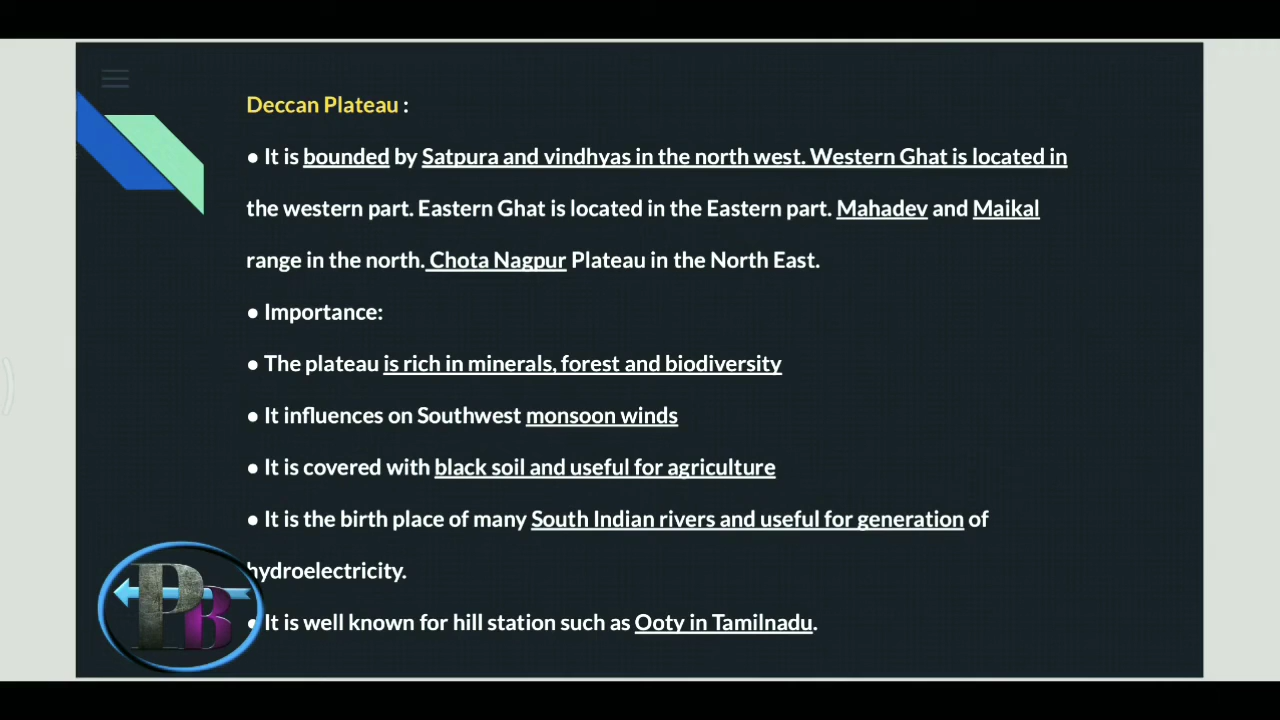 Deccan Plateau :
● It is bounded by Satpura and vindhyas in the north west. Western Ghat is located in
the western part. Eastern Ghat is located in the Eastern part. Mahadev and Maikal
range in the north. Chota Nagpur Plateau in the North East.
● Importance:
● The plateau is rich in minerals, forest and biodiversity
● It influences on Southwest monsoon winds
● It is covered with black soil and useful for agriculture
● It is the birth place of many South Indian rivers and useful for generation of
hydroelectricity.
● It is well known for hill station such as Ooty in Tamilnadu.
PB